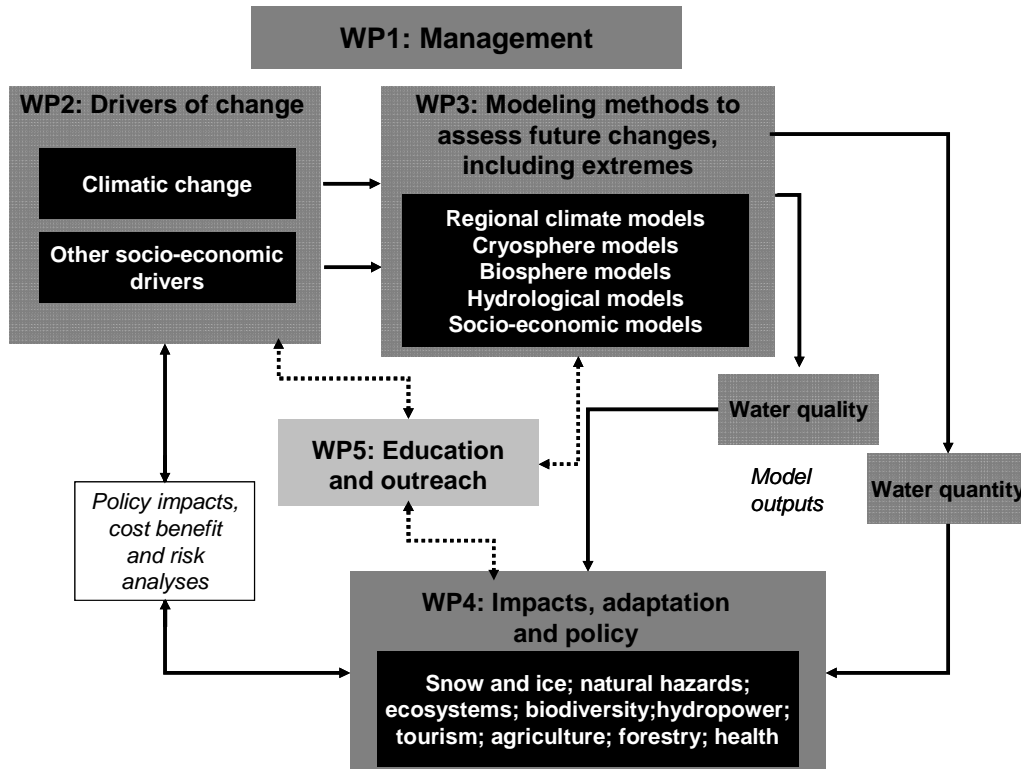 WP1: Management
WP2: Drivers of change
Climatic change
Other socio-economic
drivers
WP3: Modeling methods to
assess future changes,
including extremes
Regional climate models
Cryosphere models
Biosphere models
Hydrological models
Socio-economic models
Water quality
Model
outputs
Water quantity
WP5: Education
and outreach
Policy impacts,
cost benefit
and risk
analyses
WP4: Impacts, adaptation
and policy
Snow and ice; natural hazards;
ecosystems; biodiversity;hydropower;
tourism; agriculture; forestry; health